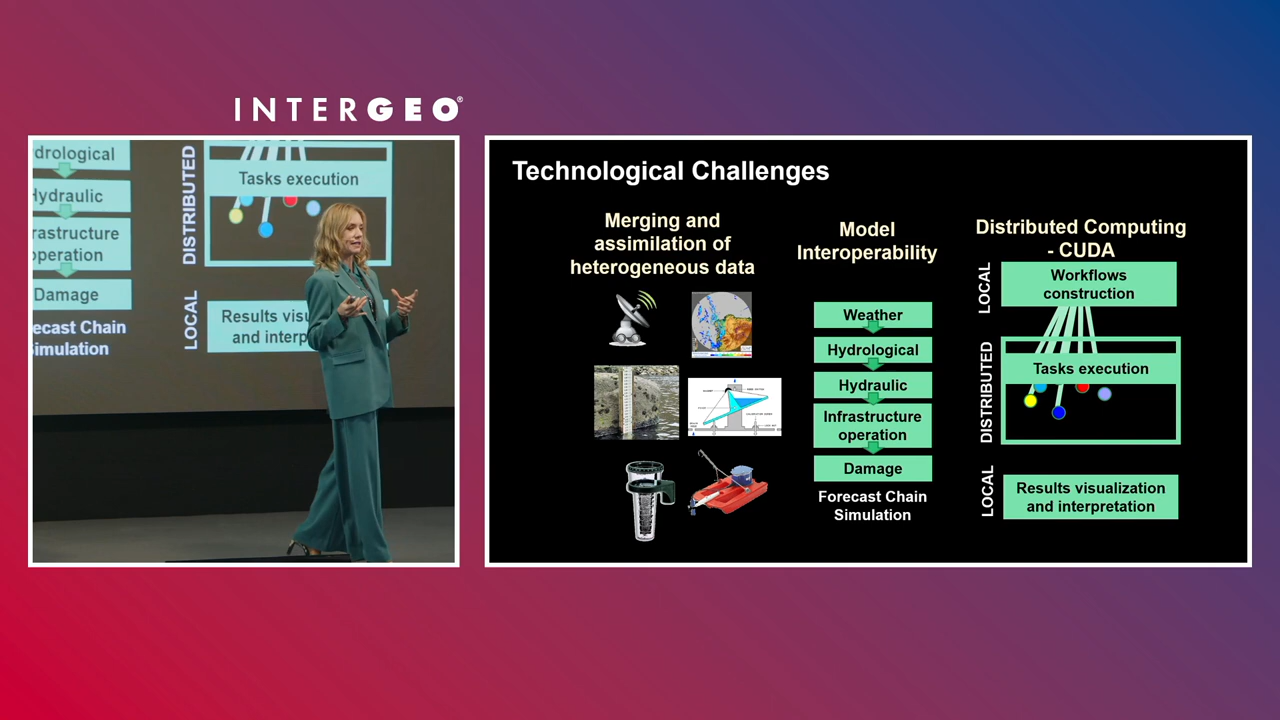 INTERGEO®
drological
Hydraulic
rastructure
operation
Damage
ecast Chain
Simulation
DISTRIBUTED
Tasks execution
LOCAL
Results visu
and interp
Technological Challenges
Merging and
assimilation of
heterogeneous data
Model
Interoperability
Weather
Hydrological
Hydraulic
Infrastructure
operation
Damage
Forecast Chain
Simulation
Distributed Computing
- CUDA
LOCAL
Workflows
construction
DISTRIBUTED
Tasks execution
LOCAL
Results visualization
and interpretation